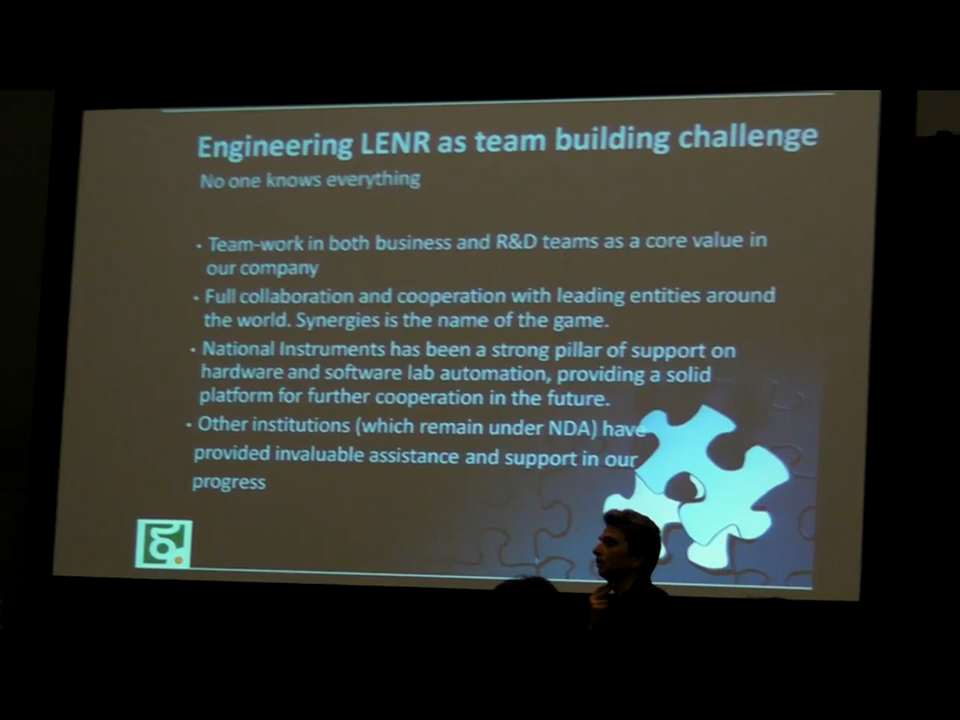 Engineering LENR as team building challenge
No one knows everything
• Team-work in both business and R&D teams as a core value in
our company
• Full collaboration and cooperation with leading entities around
the world. Synergies is the name of the game.
• National Instruments has been a strong pillar of support on
hardware and software lab automation, providing a solid
platform for further cooperation in the future.
• Other institutions (which remain under NDA) have
provided invaluable assistance and support in our
progress